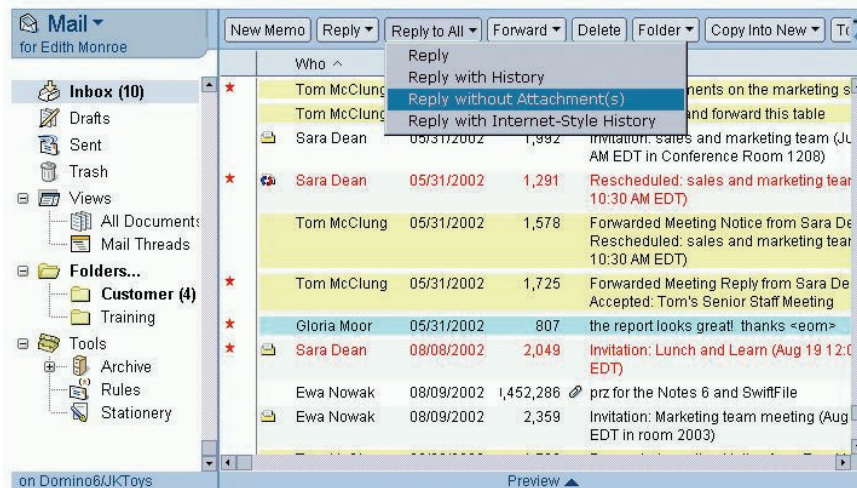 Mail
for Edith Monroe
New Memo Reply Reply to All Forward Delete Folder Copy Into New
Who ^
Reply
Reply with History
Reply without Attachment(s)
Reply with Internet-Style History
Inbox (10)
Drafts
Sent
Trash
Views
All Documents
Mail Threads
Folders...
Customer (4)
Training
Tools
Archive
Rules
Stationery
on Domino6/JKToys
Tom McClung ments on the marketing s
Tom McClung and forward this table
Sara Dean 05/31/2002 1,992 Invitation: sales and marketing team (Ju
AM EDT in Conference Room 1208)
Sara Dean 05/31/2002 1,291 Rescheduled: sales and marketing tear
10:30 AM EDT)
Tom McClung 05/31/2002 1,578 Forwarded Meeting Notice from Sara De
Rescheduled: sales and marketing tear
10:30 AM EDT)
Tom McClung 05/31/2002 1,725 Forwarded Meeting Reply from Sara De
Accepted: Tom's Senior Staff Meeting
Gloria Moor 05/31/2002 807 the report looks great! thanks <eom>
Sara Dean 08/08/2002 2,049 Invitation: Lunch and Learn (Aug 19 12:0
EDT)
Ewa Nowak 08/09/2002 1,452,286 prz for the Notes 6 and SwiftFile
Ewa Nowak 08/09/2002 2,359 Invitation: Marketing team meeting (Aug
EDT in room 2003)
Preview